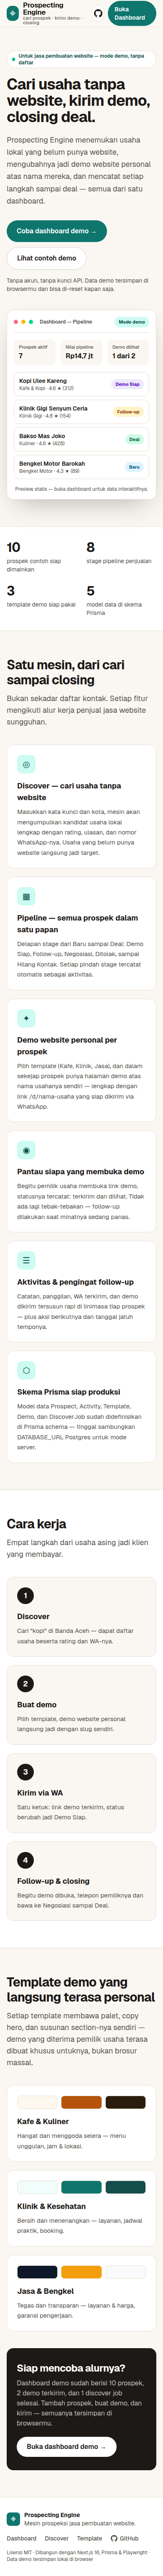 Prospecting
Engine
cari prospek · kirim demo ·
closing
Buka
Dashboard
Untuk jasa pembuatan website — mode demo, tanpa
daftar
Cari usaha tanpa
website, kirim demo,
closing deal.
Prospecting Engine menemukan usaha
lokal yang belum punya website,
mengubahnya jadi demo website personal
atas nama mereka, dan mencatat setiap
langkah sampai deal — semua dari satu
dashboard.
Coba dashboard demo →
Lihat contoh demo
Tanpa akun, tanpa kunci API. Data demo tersimpan di
browsermu dan bisa di-reset kapan saja.
Dashboard — Pipeline
Mode demo
Prospek aktif
7
Nilai pipeline
Rp14,7 jt
Demo dilihat
1 dari 2
Kopi Ulee Kareng
Kafe & Kopi · 4.6 ★ (312)
Demo Siap
Klinik Gigi Senyum Ceria
Klinik Gigi · 4.8 ★ (154)
Follow-up
Bakso Mas Joko
Kuliner · 4.6 ★ (428)
Deal
Bengkel Motor Barokah
Bengkel Motor · 4.3 ★ (89)
Baru
Preview statis — buka dashboard untuk data interaktifnya.
10
prospek contoh siap
dimainkan
8
stage pipeline penjualan
3
template demo siap pakai
5
model data di skema
Prisma
Satu mesin, dari cari
sampai closing
Bukan sekadar daftar kontak. Setiap fitur
mengikuti alur kerja penjual jasa website
sungguhan.
Discover — cari usaha tanpa
website
Masukkan kata kunci dan kota, mesin akan
mengumpulkan kandidat usaha lokal
lengkap dengan rating, ulasan, dan nomor
WhatsApp-nya. Usaha yang belum punya
website langsung jadi target.
Pipeline — semua prospek dalam
satu papan
Delapan stage dari Baru sampai Deal: Demo
Siap, Follow-up, Negosiasi, Ditolak, sampai
Hilang Kontak. Setiap pindah stage tercatat
otomatis sebagai aktivitas.
Demo website personal per
prospek
Pilih template (Kafe, Klinik, Jasa), dan dalam
sekejap prospek punya halaman demo atas
nama usahanya sendiri — lengkap dengan
link /d/nama-usaha yang siap dikirim via
WhatsApp.
Pantau siapa yang membuka demo
Begitu pemilik usaha membuka link demo,
statusnya tercatat: terkirim dan dilihat. Tidak
ada lagi tebak-tebakan — follow-up
dilakukan saat minatnya sedang panas.
Aktivitas & pengingat follow-up
Catatan, panggilan, WA terkirim, dan demo
dikirim tersusun rapi di linimasa tiap prospek
— plus aksi berikutnya dan tanggal jatuh
temponya.
Skema Prisma siap produksi
Model data Prospect, Activity, Template,
Demo, dan DiscoverJob sudah didefinisikan
di Prisma schema — tinggal sambungkan
DATABASE_URL Postgres untuk mode
server.
Cara kerja
Empat langkah dari usaha asing jadi klien
yang membayar.
1
Discover
Cari "kopi" di Banda Aceh — dapat daftar
usaha beserta rating dan WA-nya.
2
Buat demo
Pilih template, demo website personal
langsung jadi dengan slug sendiri.
3
Kirim via WA
Satu ketuk: link demo terkirim, status
berubah jadi Demo Siap.
4
Follow-up & closing
Begitu demo dibuka, telepon pemiliknya dan
bawa ke Negosiasi sampai Deal.
Template demo yang
langsung terasa personal
Setiap template membawa palet, copy
hero, dan susunan section-nya sendiri —
demo yang diterima pemilik usaha terasa
dibuat khusus untuknya, bukan brosur
massal.
Kafe & Kuliner
Hangat dan menggoda selera — menu
unggulan, jam & lokasi.
Klinik & Kesehatan
Bersih dan menenangkan — layanan, jadwal
praktik, booking.
Jasa & Bengkel
Tegas dan transparan — layanan & harga,
garansi pengerjaan.
Siap mencoba alurnya?
Dashboard demo sudah berisi 10 prospek,
2 demo terkirim, dan 1 discover job
selesai. Tambah prospek, buat demo, dan
kirim — semuanya tersimpan di
browsermu.
Buka dashboard demo →
Prospecting Engine
Mesin prospeksi jasa pembuatan website.
Dashboard
Discover
Template
GitHub
Lisensi MIT · Dibangun dengan Next.js 16, Prisma & Playwright ·
Data demo tersimpan lokal di browser